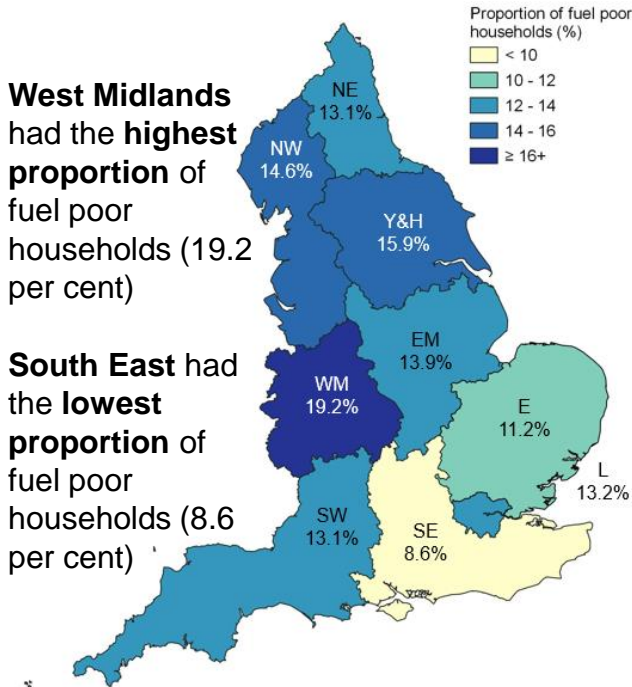 Proportion of fuel poor
households (%)
< 10
10 - 12
12 - 14
14 - 16
≥ 16+
West Midlands
had the highest
proportion of
fuel poor
households (19.2
per cent)
South East had
the lowest
proportion of
fuel poor
households (8.6
per cent)
NE
13.1%
NW
14.6%
Y&H
15.9%
EM
13.9%
WM
19.2%
E
11.2%
L
13.2%
SW
13.1%
SE
8.6%